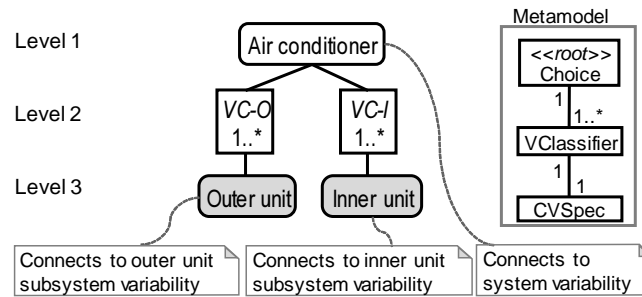 Level 1
Air conditioner
Metamodel
<<root>>
Choice
1
1..*
VClassifier
1
1
CVSpec
Level 2
VC-O
1..*
VC-I
1..*
Level 3
Outer unit
Inner unit
Connects to outer unit
subsystem variability
Connects to inner unit
subsystem variability
Connects to
system variability